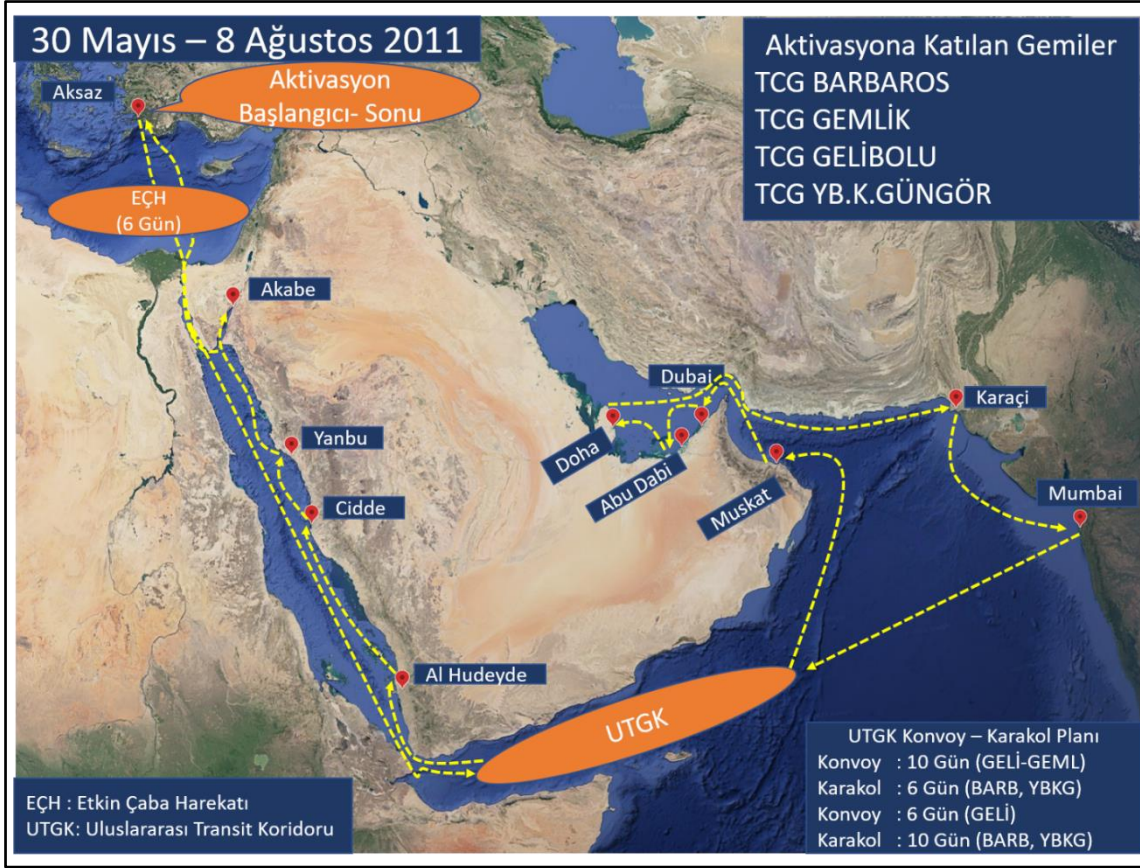 30 Mayıs – 8 Ağustos 2011
Aksaz
Aktivasyon
Başlangıcı- Sonu
Aktivasyona Katılan Gemiler
TCG BARBAROS
TCG GEMLİK
TCG GELİBOLU
TCG YB.K.GÜNGÖR
EÇH
(6 Gün)
Akabe
Dubai
Karaçi
Yanbu
Doha
Abu Dabi
Muskat
Mumbai
Cidde
Al Hudeyde
UTGK
EÇH : Etkin Çaba Harekatı
UTGK: Uluslararası Transit Koridoru
UTGK Konvoy – Karakol Planı
Konvoy : 10 Gün (GELİ-GEML)
Karakol : 6 Gün (BARB, YBKG)
Konvoy : 6 Gün (GELİ)
Karakol : 10 Gün (BARB, YBKG)